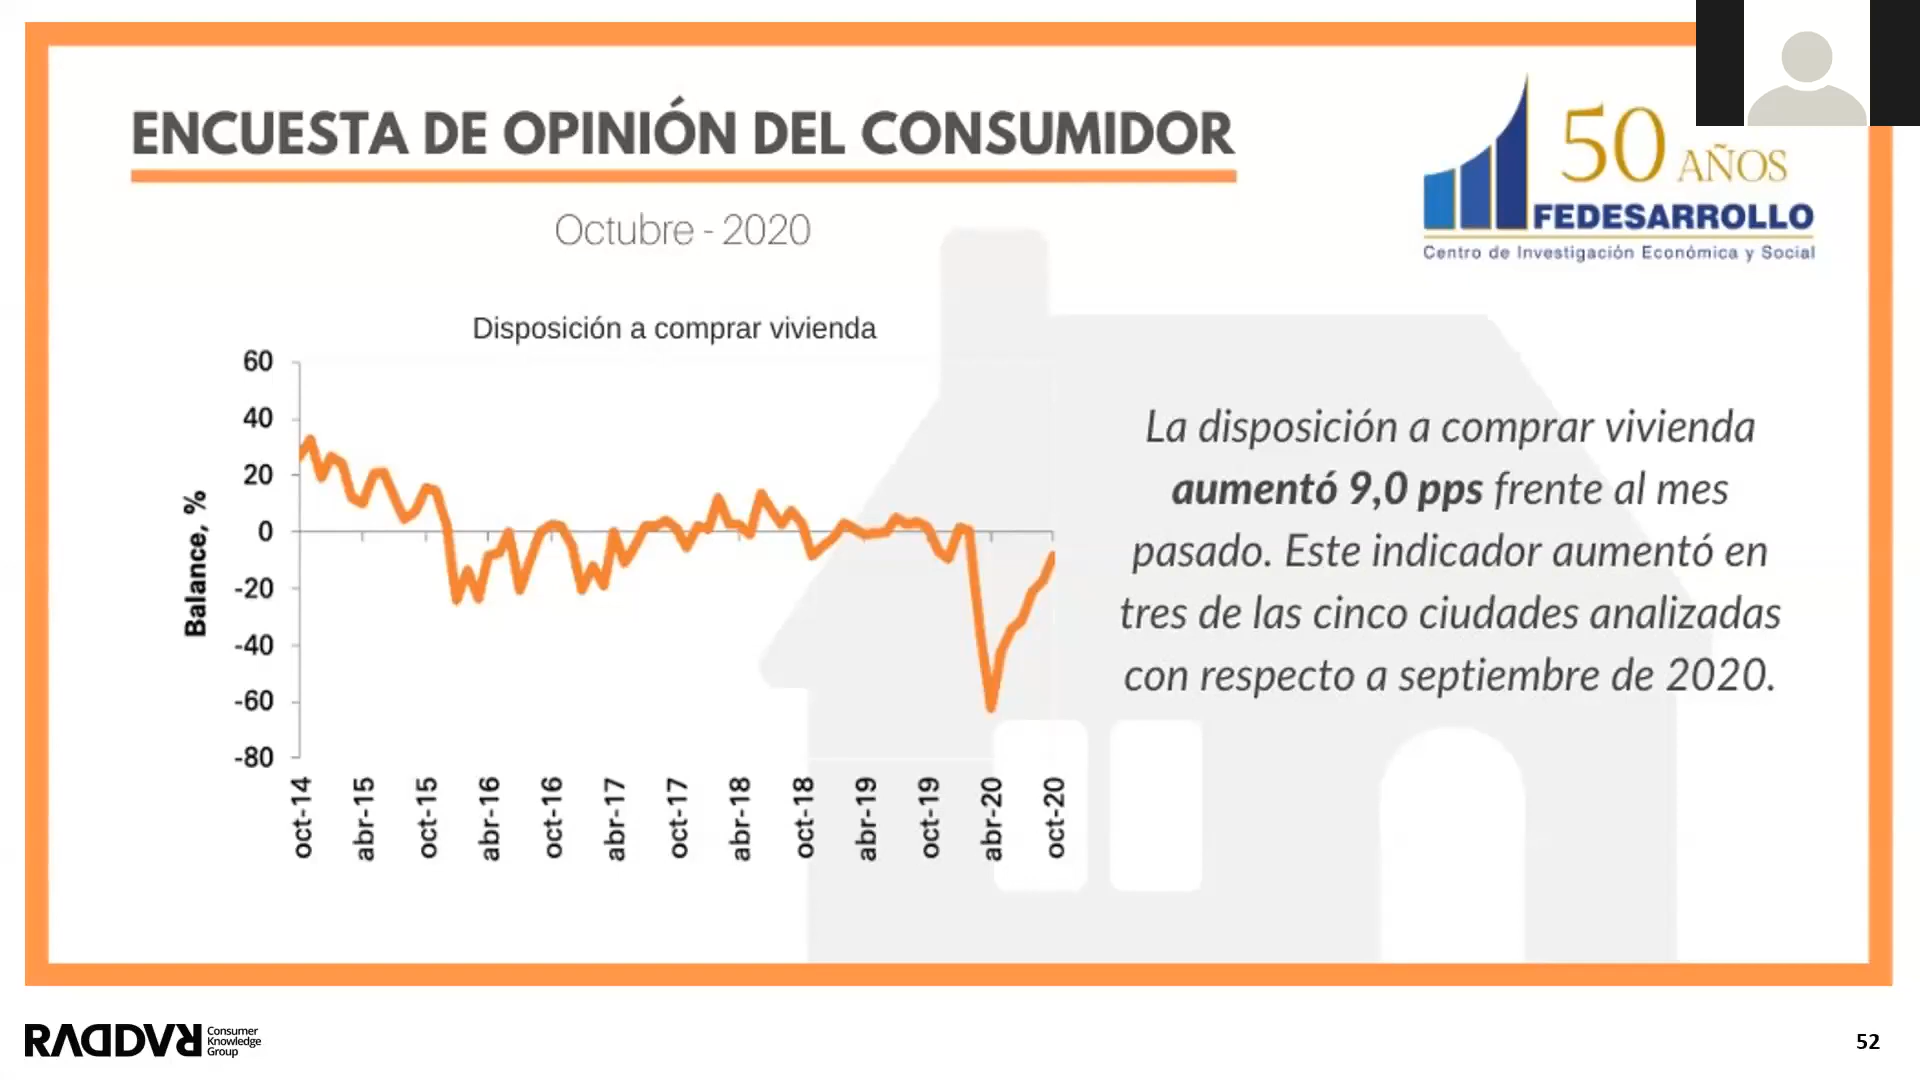 ENCUESTA DE OPINIÓN DEL CONSUMIDOR
Octubre - 2020
50 AÑOS
FEDESARROLLO
Centro de Investigación Económica y Social
Disposición a comprar vivienda
Balance, %
60
40
20
0
-20
-40
-60
-80
oct-14
abr-15
oct-15
abr-16
oct-16
abr-17
oct-17
abr-18
oct-18
abr-19
oct-19
abr-20
oct-20
La disposición a comprar vivienda
aumentó 9,0 pps frente al mes
pasado. Este indicador aumentó en
tres de las cinco ciudades analizadas
con respecto a septiembre de 2020.
RADDAR
Consumer
Knowledge
Group
52